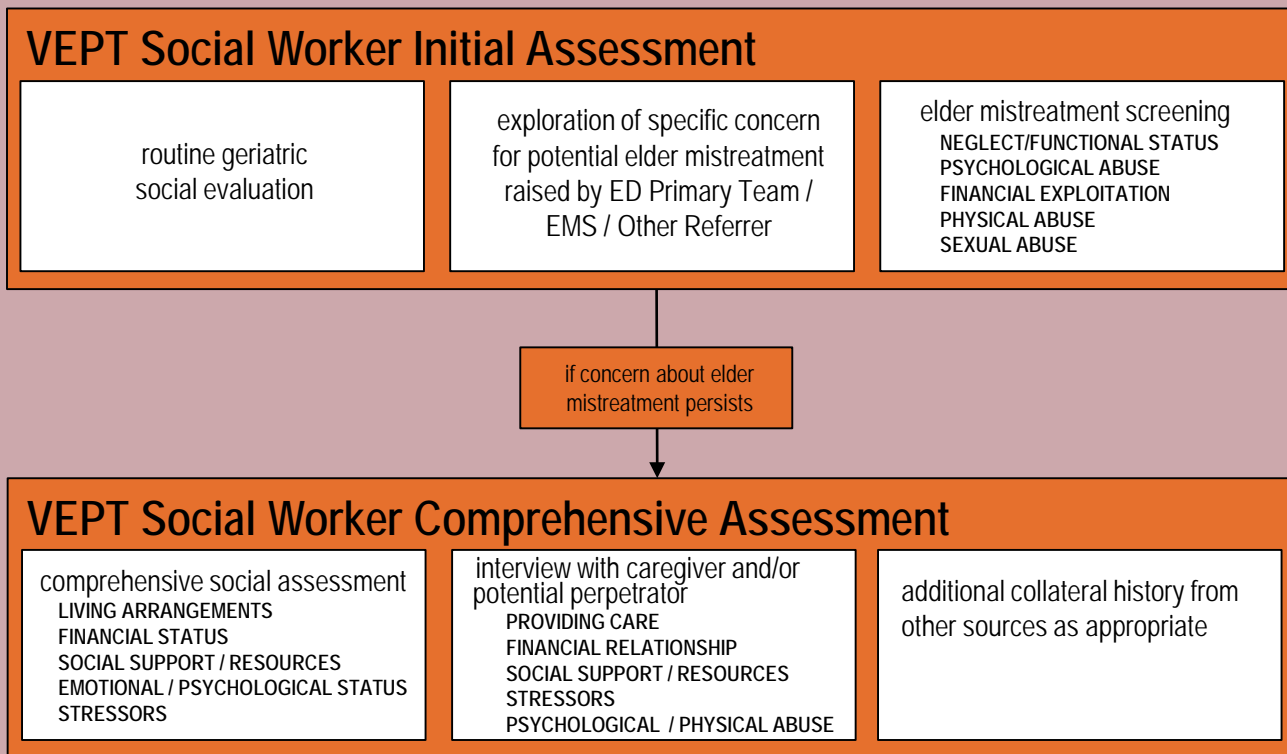 VEPT Social Worker Initial Assessment
routine geriatric
social evaluation
exploration of specific concern
for potential elder mistreatment
raised by ED Primary Team /
EMS / Other Referrer
elder mistreatment screening
NEGLECT/FUNCTIONAL STATUS
PSYCHOLOGICAL ABUSE
FINANCIAL EXPLOITATION
PHYSICAL ABUSE
SEXUAL ABUSE
if concern about elder
mistreatment persists
VEPT Social Worker Comprehensive Assessment
comprehensive social assessment
LIVING ARRANGEMENTS
FINANCIAL STATUS
SOCIAL SUPPORT / RESOURCES
EMOTIONAL / PSYCHOLOGICAL STATUS
STRESSORS
interview with caregiver and/or
potential perpetrator
PROVIDING CARE
FINANCIAL RELATIONSHIP
SOCIAL SUPPORT / RESOURCES
STRESSORS
PSYCHOLOGICAL / PHYSICAL ABUSE
additional collateral history from
other sources as appropriate